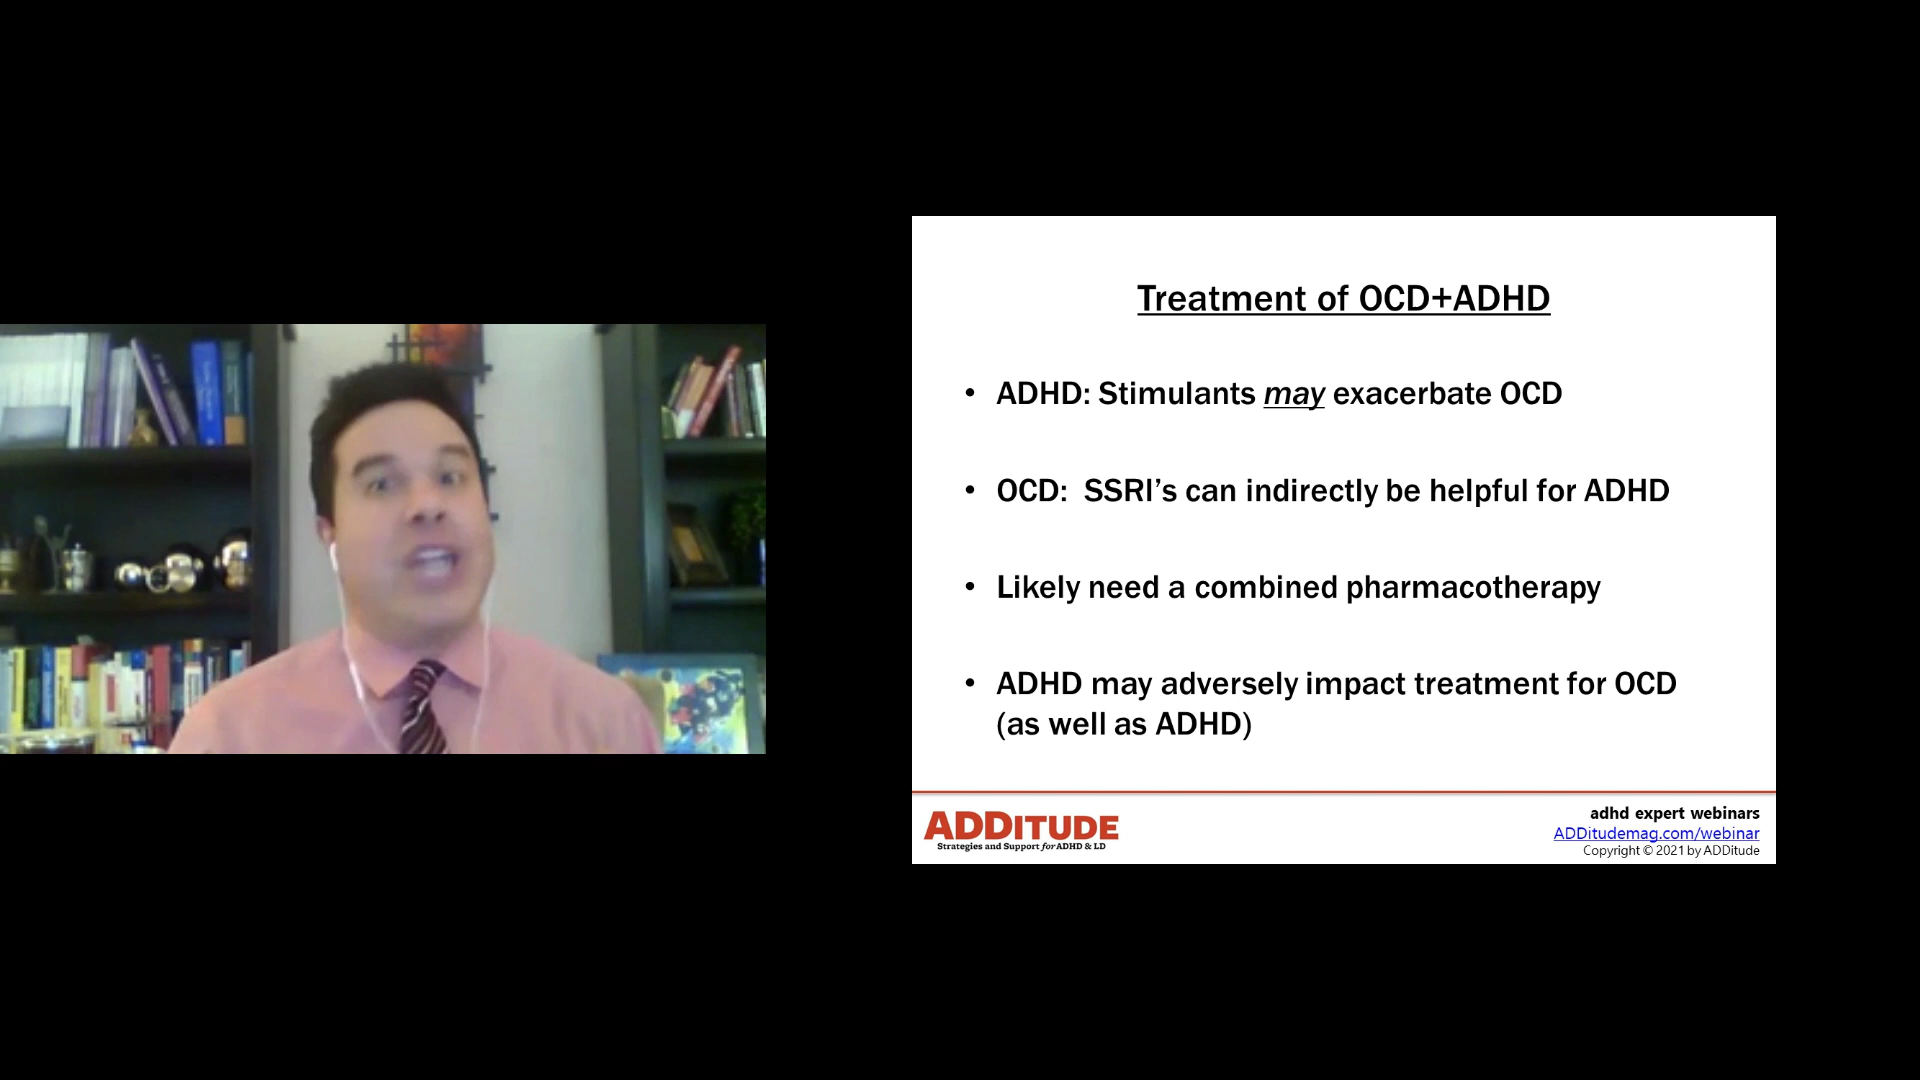 Treatment of OCD+ADHD
• ADHD: Stimulants may exacerbate OCD
• OCD:  SSRI’s can indirectly be helpful for ADHD
• Likely need a combined pharmacotherapy
• ADHD may adversely impact treatment for OCD
(as well as ADHD)
ADDITUDE
Strategies and Support for ADHD & LD
adhd expert webinars
ADDitudemag.com/webinar
Copyright © 2021 by ADDitude